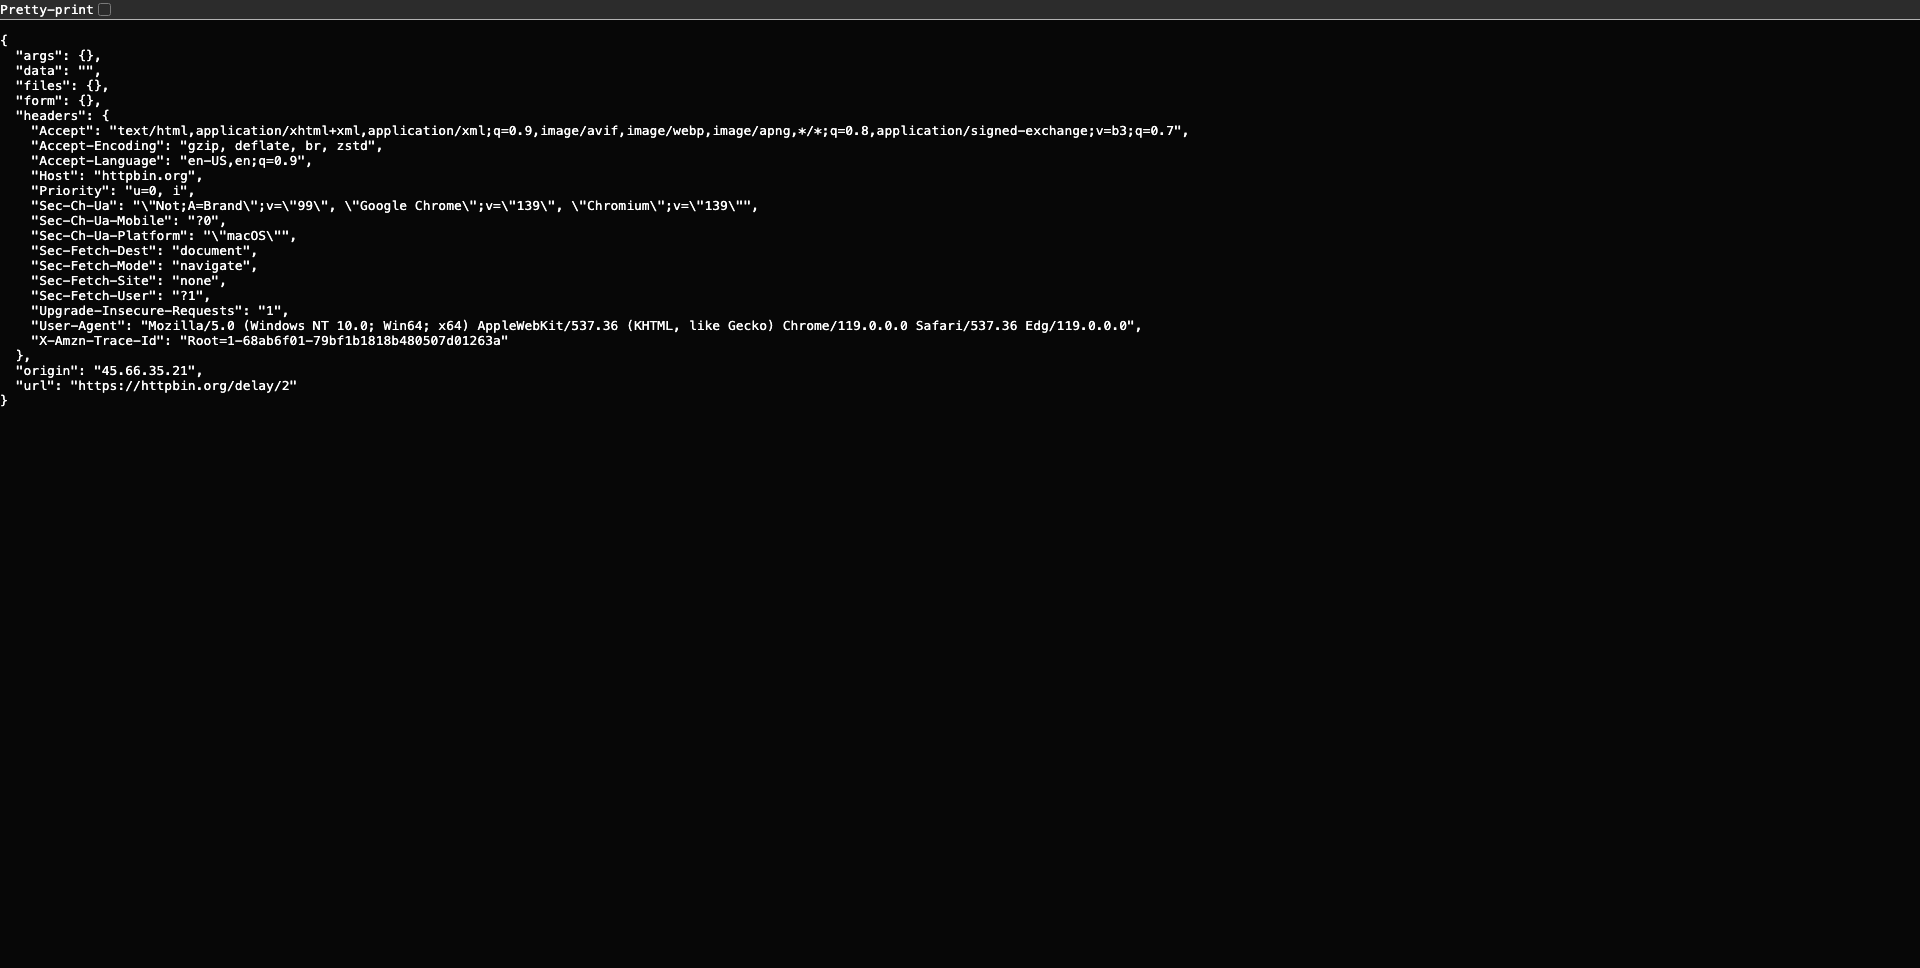 Pretty-print
{
  "args": {},
  "data": "",
  "files": {},
  "form": {},
  "headers": {
    "Accept": "text/html,application/xhtml+xml,application/xml;q=0.9,image/avif,image/webp,image/apng,*/*;q=0.8,application/signed-exchange;v=b3;q=0.7",
    "Accept-Encoding": "gzip, deflate, br, zstd",
    "Accept-Language": "en-US,en;q=0.9",
    "Host": "httpbin.org",
    "Priority": "u=0, i",
    "Sec-Ch-Ua": "\"Not;A=Brand\";v=\"99\", \"Google Chrome\";v=\"139\", \"Chromium\";v=\"139\"",
    "Sec-Ch-Ua-Mobile": "?0",
    "Sec-Ch-Ua-Platform": "\"macOS\"",
    "Sec-Fetch-Dest": "document",
    "Sec-Fetch-Mode": "navigate",
    "Sec-Fetch-Site": "none",
    "Sec-Fetch-User": "?1",
    "Upgrade-Insecure-Requests": "1",
    "User-Agent": "Mozilla/5.0 (Windows NT 10.0; Win64; x64) AppleWebKit/537.36 (KHTML, like Gecko) Chrome/119.0.0.0 Safari/537.36 Edg/119.0.0.0",
    "X-Amzn-Trace-Id": "Root=1-68ab6f01-79bf1b1818b480507d01263a"
  },
  "origin": "45.66.35.21",
  "url": "https://httpbin.org/delay/2"
}